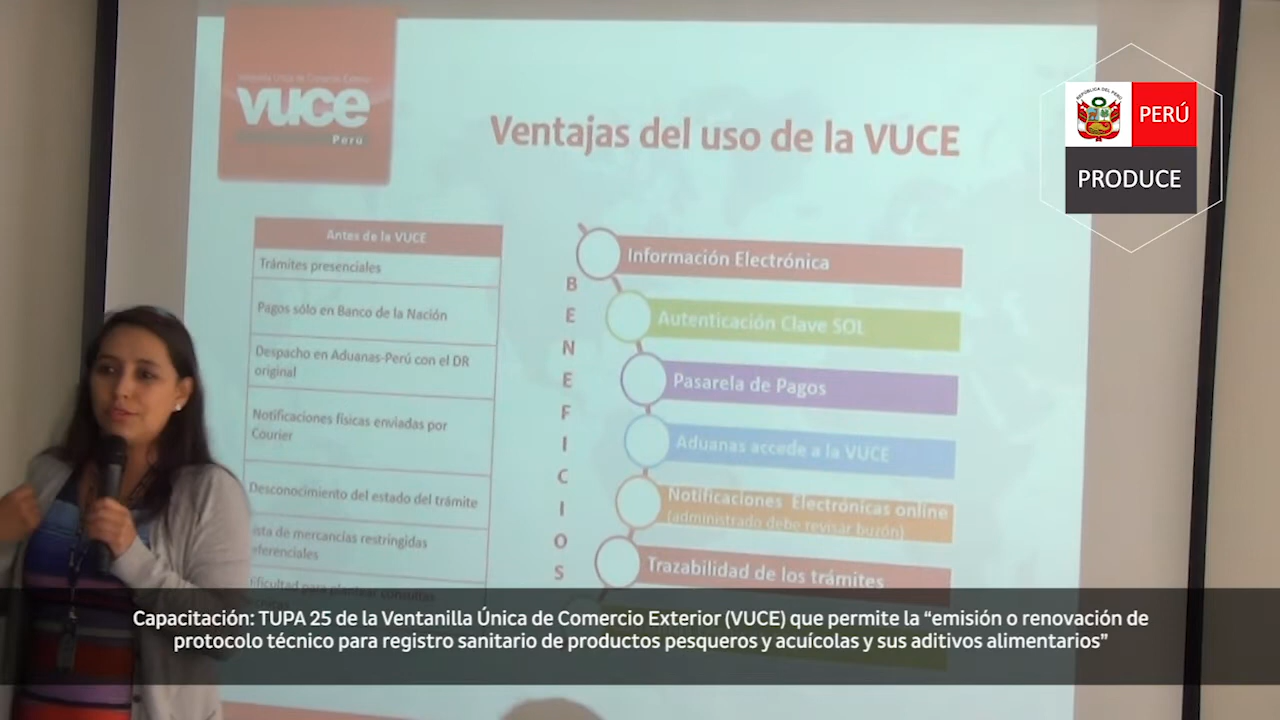 Ventanilla Única de Comercio Exterior
vuce
Perú
Ventajas del uso de la VUCE
REPÚBLICA DEL PERÚ
PERÚ
PRODUCE
Antes de la VUCE
Trámites presenciales
Pagos sólo en Banco de la Nación
Despacho en Aduanas-Perú con el DR
original
Notificaciones físicas enviadas por
Courier
Desconocimiento del estado del trámite
de mercancías restringidas
BENEFICIOS
Información Electrónica
Autenticación Clave SOL
Pasarela de Pagos
Aduanas accede a la VUCE
Notificaciones Electrónicas online
(administrado debe revisar buzón)
Trazabilidad de los trámites
Capacitación: TUPA 25 de la Ventanilla Única de Comercio Exterior (VUCE) que permite la “emisión o renovación de
protocolo técnico para registro sanitario de productos pesqueros y acuícolas y sus aditivos alimentarios”